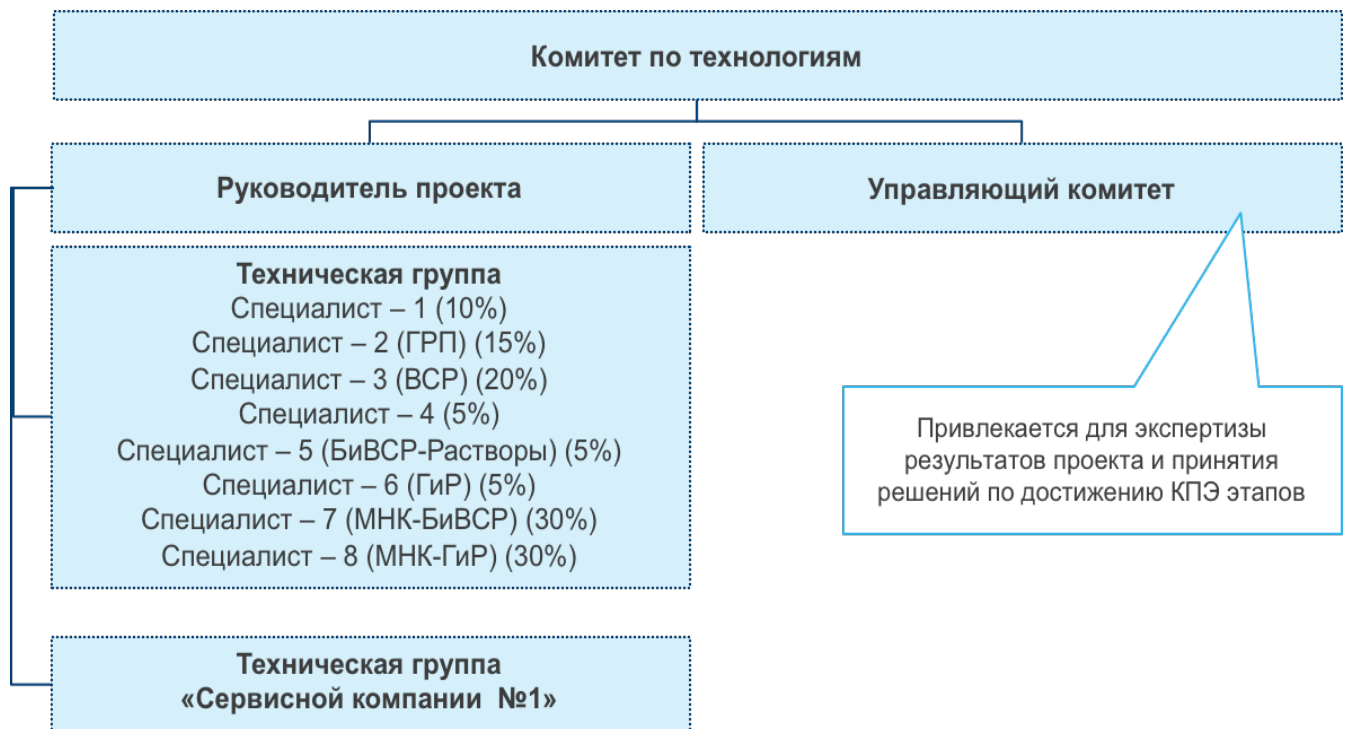 Комитет по технологиям
Руководитель проекта
Управляющий комитет
Техническая группа
Специалист – 1 (10%)
Специалист – 2 (ГРП) (15%)
Специалист – 3 (ВСР) (20%)
Специалист – 4 (5%)
Специалист – 5 (БиВСР-Растворы) (5%)
Специалист – 6 (ГиР) (5%)
Специалист – 7 (МНК-БиВСР) (30%)
Специалист – 8 (МНК-ГиР) (30%)
Привлекается для экспертизы
результатов проекта и принятия
решений по достижению КПЭ этапов
Техническая группа
«Сервисной компании №1»